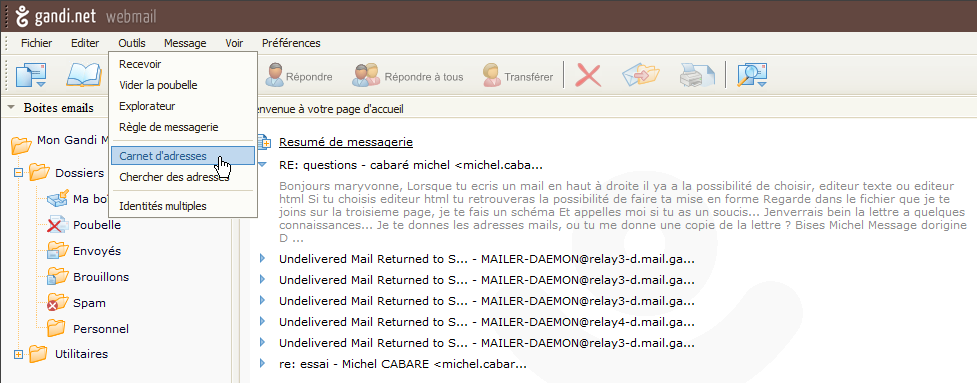 gandi.net webmail
Fichier Editer Outils Message Voir Préférences
Recevoir
Vider la poubelle
Explorateur
Règle de messagerie
Carnet d'adresses
Chercher des adresses
Identités multiples
Répondre Répondre à tous Transférer
Boites emails
envenue à votre page d'accueil
Mon Gandi M
Dossiers
Ma boî
Poubelle
Envoyés
Brouillons
Spam
Personnel
Utilitaires
Resumé de messagerie
RE: questions - cabaré michel <michel.caba...
Bonjours maryvonne, Lorsque tu ecris un mail en haut à droite il ya a la possibilité de choisir, editeur texte ou editeur
html Si tu choisis editeur html tu retrouveras la possibilité de faire ta mise en forme Regarde dans le fichier que je te
joins sur la troisieme page, je te fais un schéma Et appelles moi si tu as un soucis... Jenverrais bein la lettre a quelques
connaissances... Je te donnes les adresses mails, ou tu me donne une copie de la lettre ? Bises Michel Message dorigine
D ...
Undelivered Mail Returned to S... - MAILER-DAEMON@relay3-d.mail.ga...
Undelivered Mail Returned to S... - MAILER-DAEMON@relay3-d.mail.ga...
Undelivered Mail Returned to S... - MAILER-DAEMON@relay3-d.mail.ga...
Undelivered Mail Returned to S... - MAILER-DAEMON@relay4-d.mail.ga...
Undelivered Mail Returned to S... - MAILER-DAEMON@relay3-d.mail.ga...
re: essai - Michel CABARE <michel.cabar...